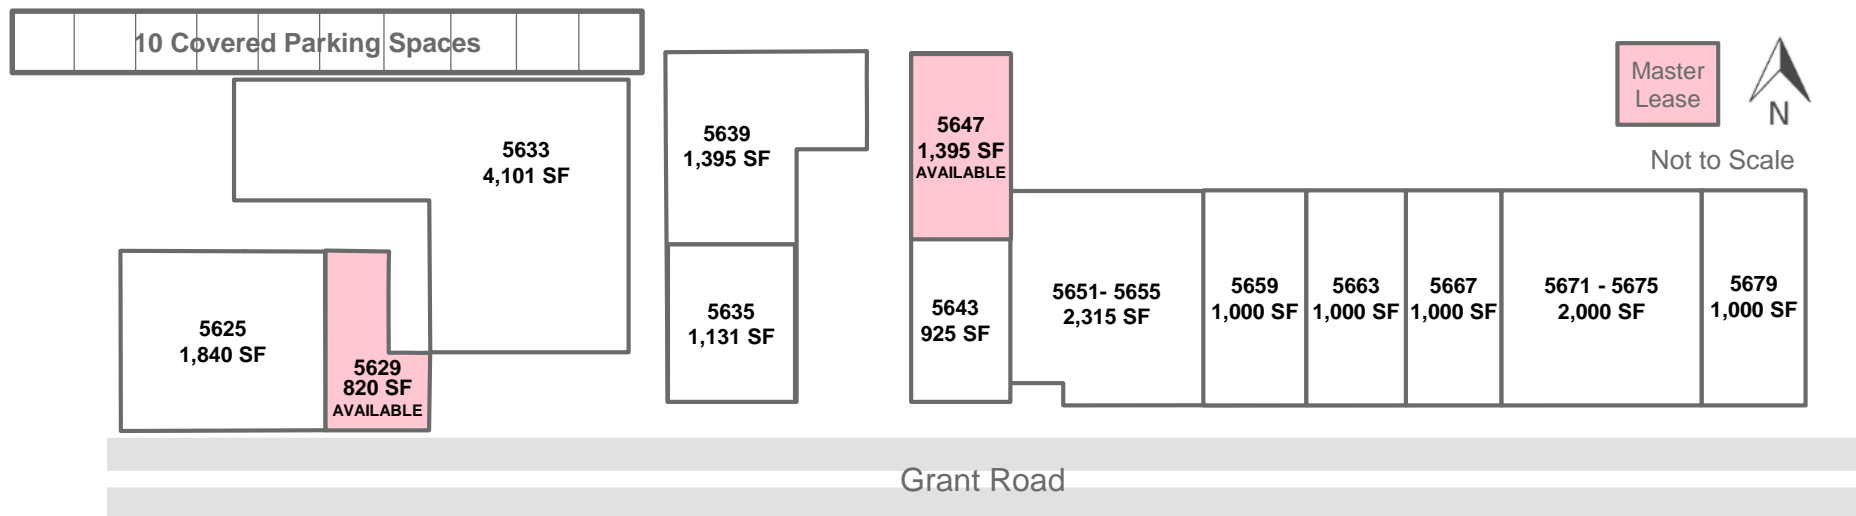 10 Covered Parking Spaces
5633
4,101 SF
5639
1,395 SF
5647
1,395 SF
AVAILABLE
Master
Lease
N
Not to Scale
5625
1,840 SF
5629
820 SF
AVAILABLE
5635
1,131 SF
5643
925 SF
5651- 5655
2,315 SF
5659
1,000 SF
5663
1,000 SF
5667
1,000 SF
5671 - 5675
2,000 SF
5679
1,000 SF
Grant Road